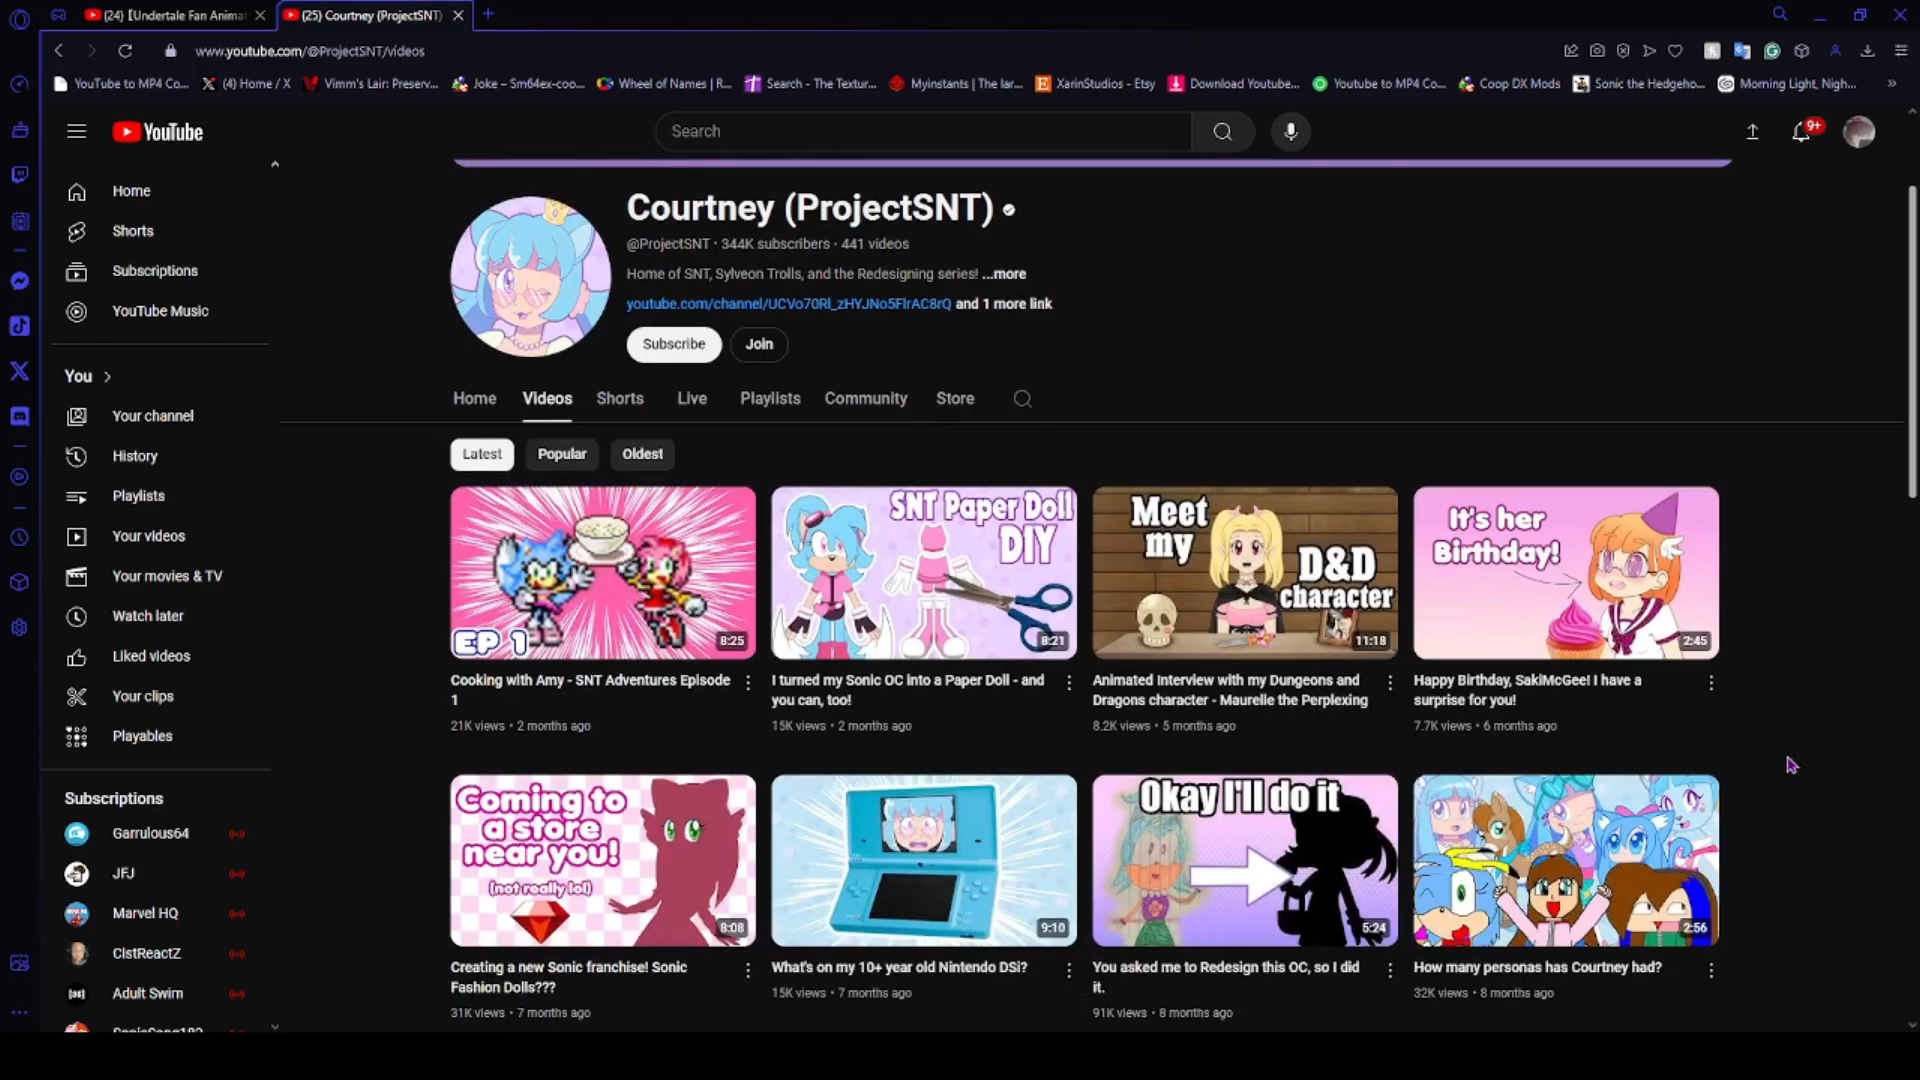 (24) 【Undertale Fan Anima
(25) Courtney (ProjectSNT)
www.youtube.com/@ProjectSNT/videos
YouTube to MP4 Co...
(4) Home / X
Vimm's Lair: Preserv...
Joke – Sm64ex-coo...
Wheel of Names | R...
Search - The Textur...
Myinstants | The lar...
XarinStudios - Etsy
Download Youtube...
Youtube to MP4 Co...
Coop DX Mods
Sonic the Hedgeho...
Morning Light, Nigh...
YouTube
Search
9+
Home
Shorts
Subscriptions
YouTube Music
You
Your channel
History
Playlists
Your videos
Your movies & TV
Watch later
Liked videos
Your clips
Playables
Subscriptions
Garrulous64
JFJ
Marvel HQ
ClstReactZ
Adult Swim
Courtney (ProjectSNT)
@ProjectSNT · 344K subscribers · 441 videos
Home of SNT, Sylveon Trolls, and the Redesigning series! ...more
youtube.com/channel/UCVo70Rl_zHYJNo5FlrAC8rQ and 1 more link
Subscribe
Join
Home
Videos
Shorts
Live
Playlists
Community
Store
Latest
Popular
Oldest
EP 1
8:25
Cooking with Amy - SNT Adventures Episode
1
21K views · 2 months ago
SNT Paper Doll
DIY
8:21
I turned my Sonic OC into a Paper Doll - and
you can, too!
15K views · 2 months ago
Meet
my
D&D
character
11:18
Animated Interview with my Dungeons and
Dragons character - Maurelle the Perplexing
8.2K views · 5 months ago
It's her
Birthday!
2:45
Happy Birthday, SakiMcGee! I have a
surprise for you!
7.7K views · 6 months ago
Coming to
a store
near you!
(not really lol)
8:08
Creating a new Sonic franchise! Sonic
Fashion Dolls???
31K views · 7 months ago
9:10
What's on my 10+ year old Nintendo DSi?
15K views · 7 months ago
Okay I'll do it
5:24
You asked me to Redesign this OC, so I did
it.
91K views · 8 months ago
2:56
How many personas has Courtney had?
32K views · 8 months ago